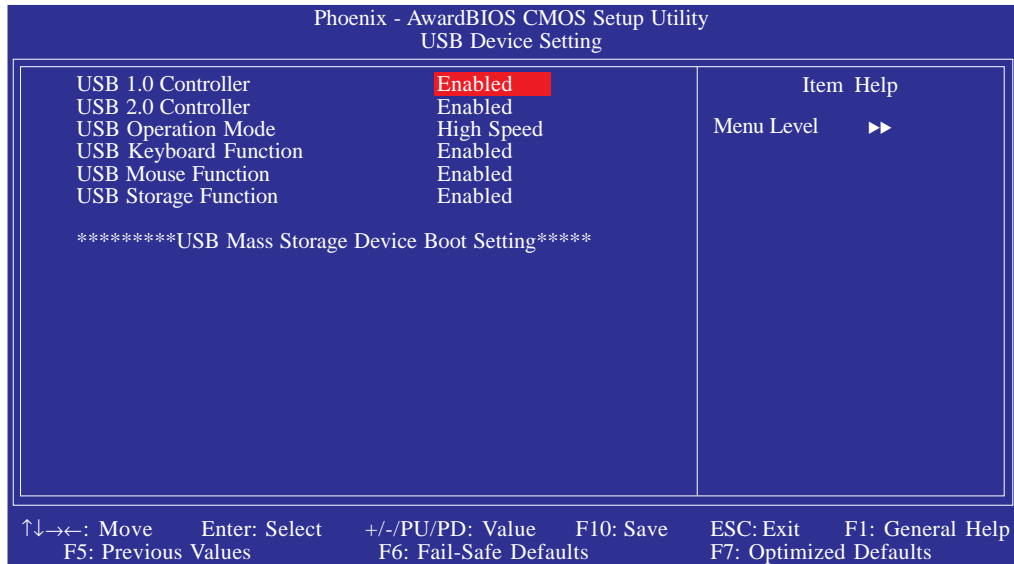 Phoenix - AwardBIOS CMOS Setup Utility
USB Device Setting
USB 1.0 Controller Enabled
USB 2.0 Controller Enabled
USB Operation Mode High Speed
USB Keyboard Function Enabled
USB Mouse Function Enabled
USB Storage Function Enabled
*********USB Mass Storage Device Boot Setting*****
Item Help
Menu Level ▶▶
↑↓→←: Move Enter: Select +/-/PU/PD: Value F10: Save ESC: Exit F1: General Help
F5: Previous Values F6: Fail-Safe Defaults F7: Optimized Defaults